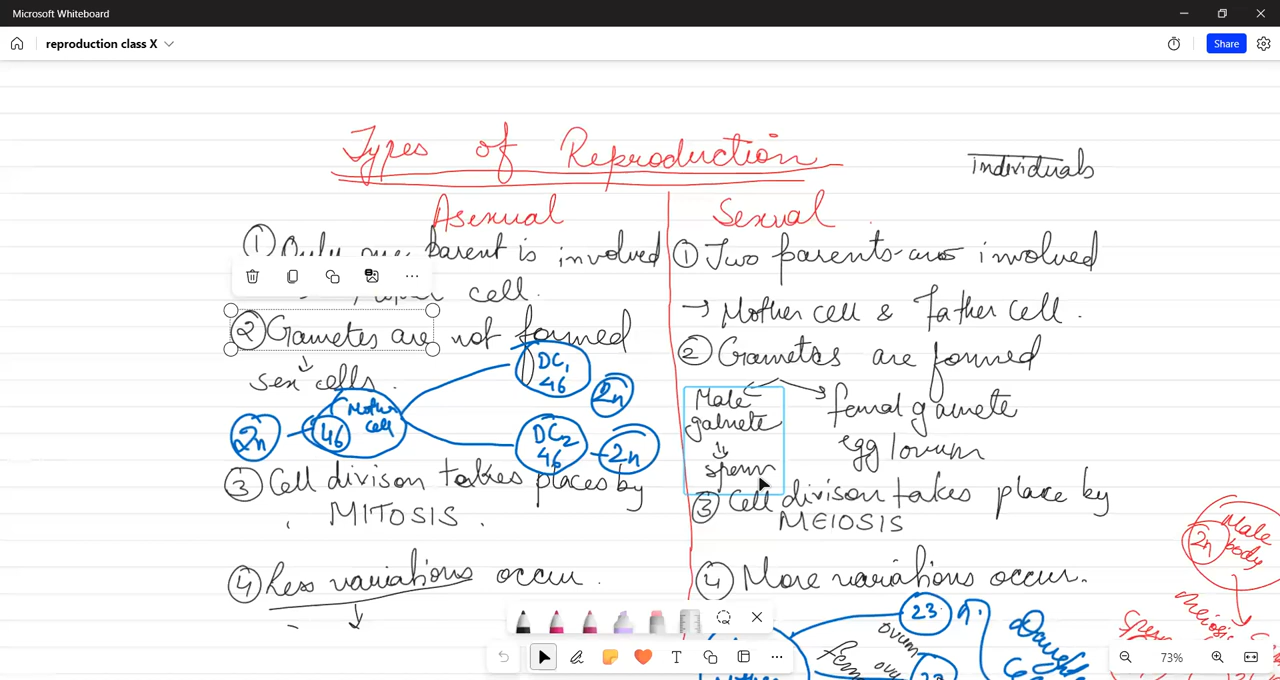 Microsoft Whiteboard
reproduction class X
Share
Types of Reproduction
individuals
Asexual
① Only one parent is involved
cell.
② Gametes are not formed
sex cells.
DC1
46
2n
2n
46
Mother
cell
DC2
46
2n
③ Cell divison takes places by
MITOSIS.
④ Less variations occur.
Sexual
① Two parents are involved
→ Mother cell & Father cell.
② Gametes are formed
Male
gamete
sperm
femal gamete
egg/ovum
③ Cell divison takes place by
MEIOSIS
④ More variations occur.
23
ovum
Male
body
2n
Meiosis
73%